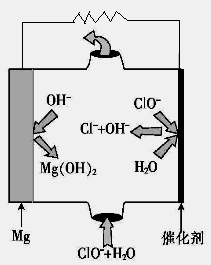 OH⁻
ClO⁻
Cl⁻+OH⁻
Mg(OH)₂
H₂O
Mg
催化剂
ClO⁻+H₂O